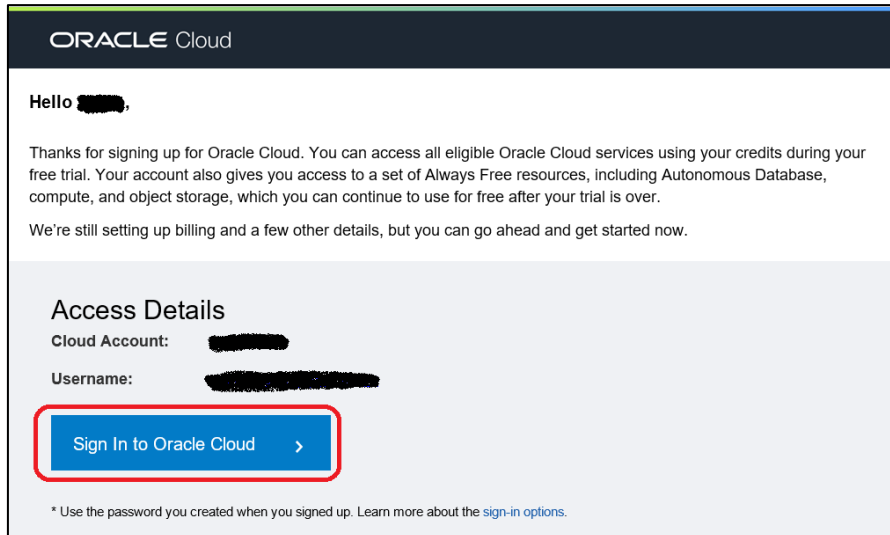 ORACLE Cloud
Hello ,
Thanks for signing up for Oracle Cloud. You can access all eligible Oracle Cloud services using your credits during your
free trial. Your account also gives you access to a set of Always Free resources, including Autonomous Database,
compute, and object storage, which you can continue to use for free after your trial is over.
We're still setting up billing and a few other details, but you can go ahead and get started now.
Access Details
Cloud Account:
Username:
Sign In to Oracle Cloud >
* Use the password you created when you signed up. Learn more about the sign-in options.